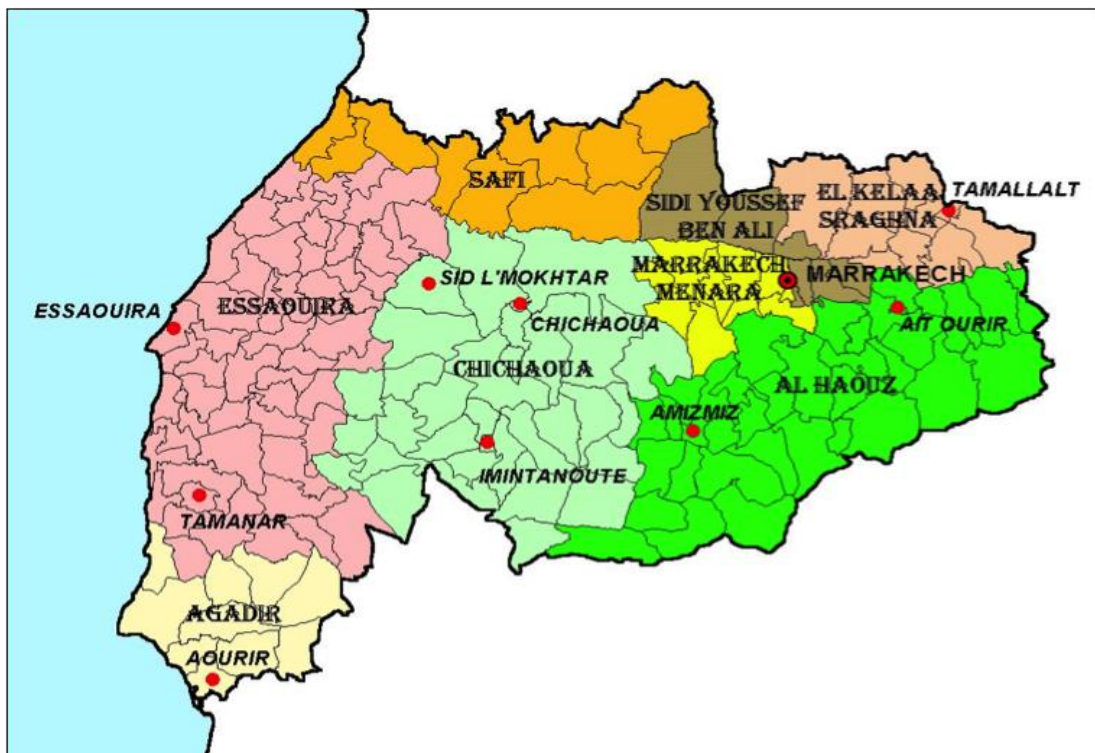 SAFI
SIDI YOUSSEF
BEN ALI
EL KELAA
SRAGHNA
TAMALLALT
MARRAKECH
MENARA
MARRAKECH
SID L'MOKHTAR
ESSAOUIRA
ESSAOUIRA
CHICHAOUA
AIT OURIR
CHICHAOUA
AL HAÔUZ
AMIZMIZ
IMINTANOUTE
TAMANAR
AGADIR
AOURIR